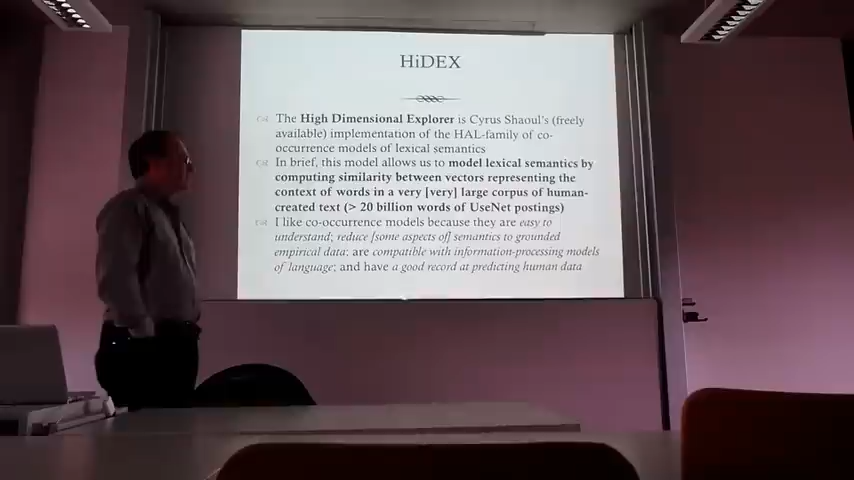 HiDEX
The High Dimensional Explorer is Cyrus Shaoul's (freely
available) implementation of the HAL-family of co-
occurrence models of lexical semantics
In brief, this model allows us to model lexical semantics by
computing similarity between vectors representing the
context of words in a very [very] large corpus of human-
created text (> 20 billion words of UseNet postings)
I like co-occurrence models because they are easy to
understand; reduce [some aspects of] semantics to grounded
empirical data; are compatible with information-processing models
of language; and have a good record at predicting human data